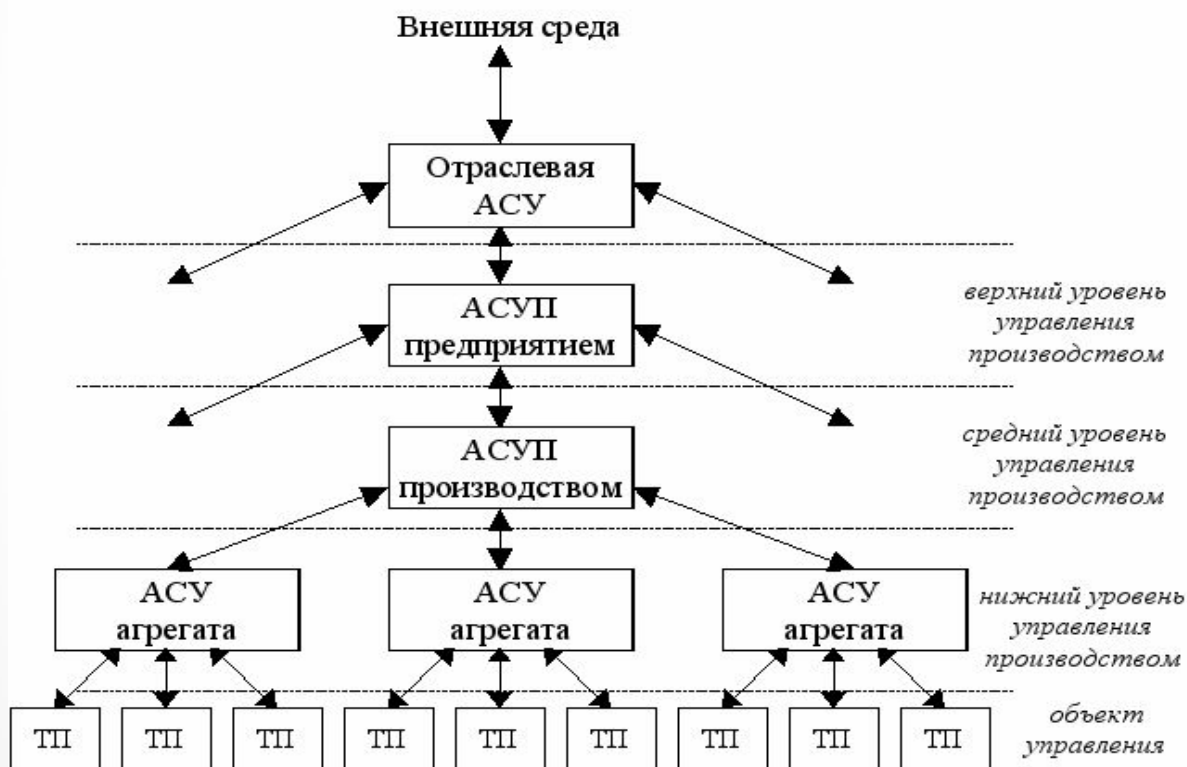 Внешняя среда
Отраслевая
АСУ
верхний уровень
управления
производством
АСУП
предприятием
средний уровень
управления
производством
АСУП
производством
АСУ
агрегата
АСУ
агрегата
АСУ
агрегата
нижний уровень
управления
производством
ТП
ТП
ТП
ТП
ТП
ТП
ТП
ТП
ТП
объект
управления